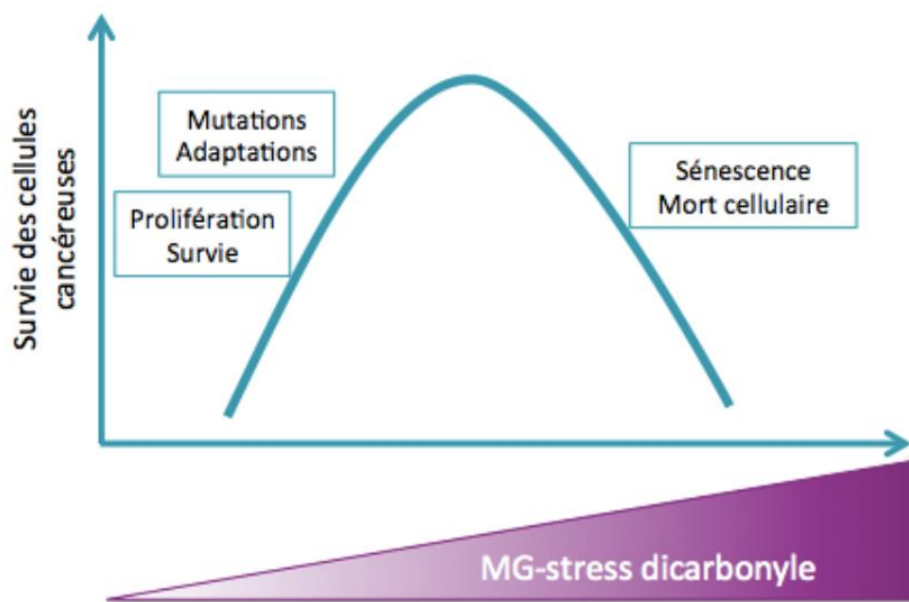 Survie des cellules
cancéreuses
Mutations
Adaptations
Prolifération
Survie
Sénescence
Mort cellulaire
MG-stress dicarbonyle